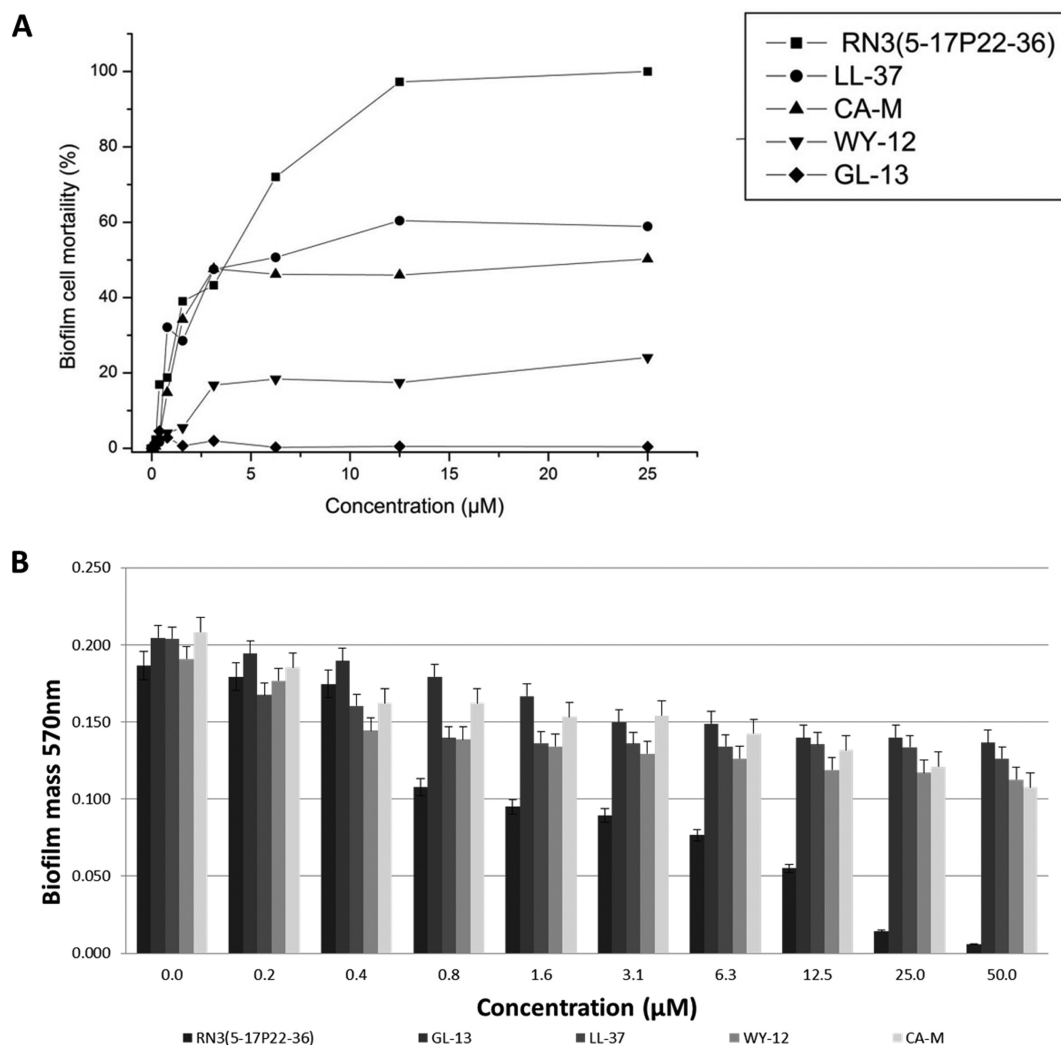 A
Biofilm cell mortaility (%)
100
80
60
40
20
0
0 5 10 15 20 25
Concentration (µM)
RN3(5-17P22-36)
LL-37
CA-M
WY-12
GL-13
B
Biofilm mass 570nm
0.250
0.200
0.150
0.100
0.050
0.000
0.0 0.2 0.4 0.8 1.6 3.1 6.3 12.5 25.0 50.0
Concentration (µM)
RN3(5-17P22-36) GL-13 LL-37 WY-12 CA-M